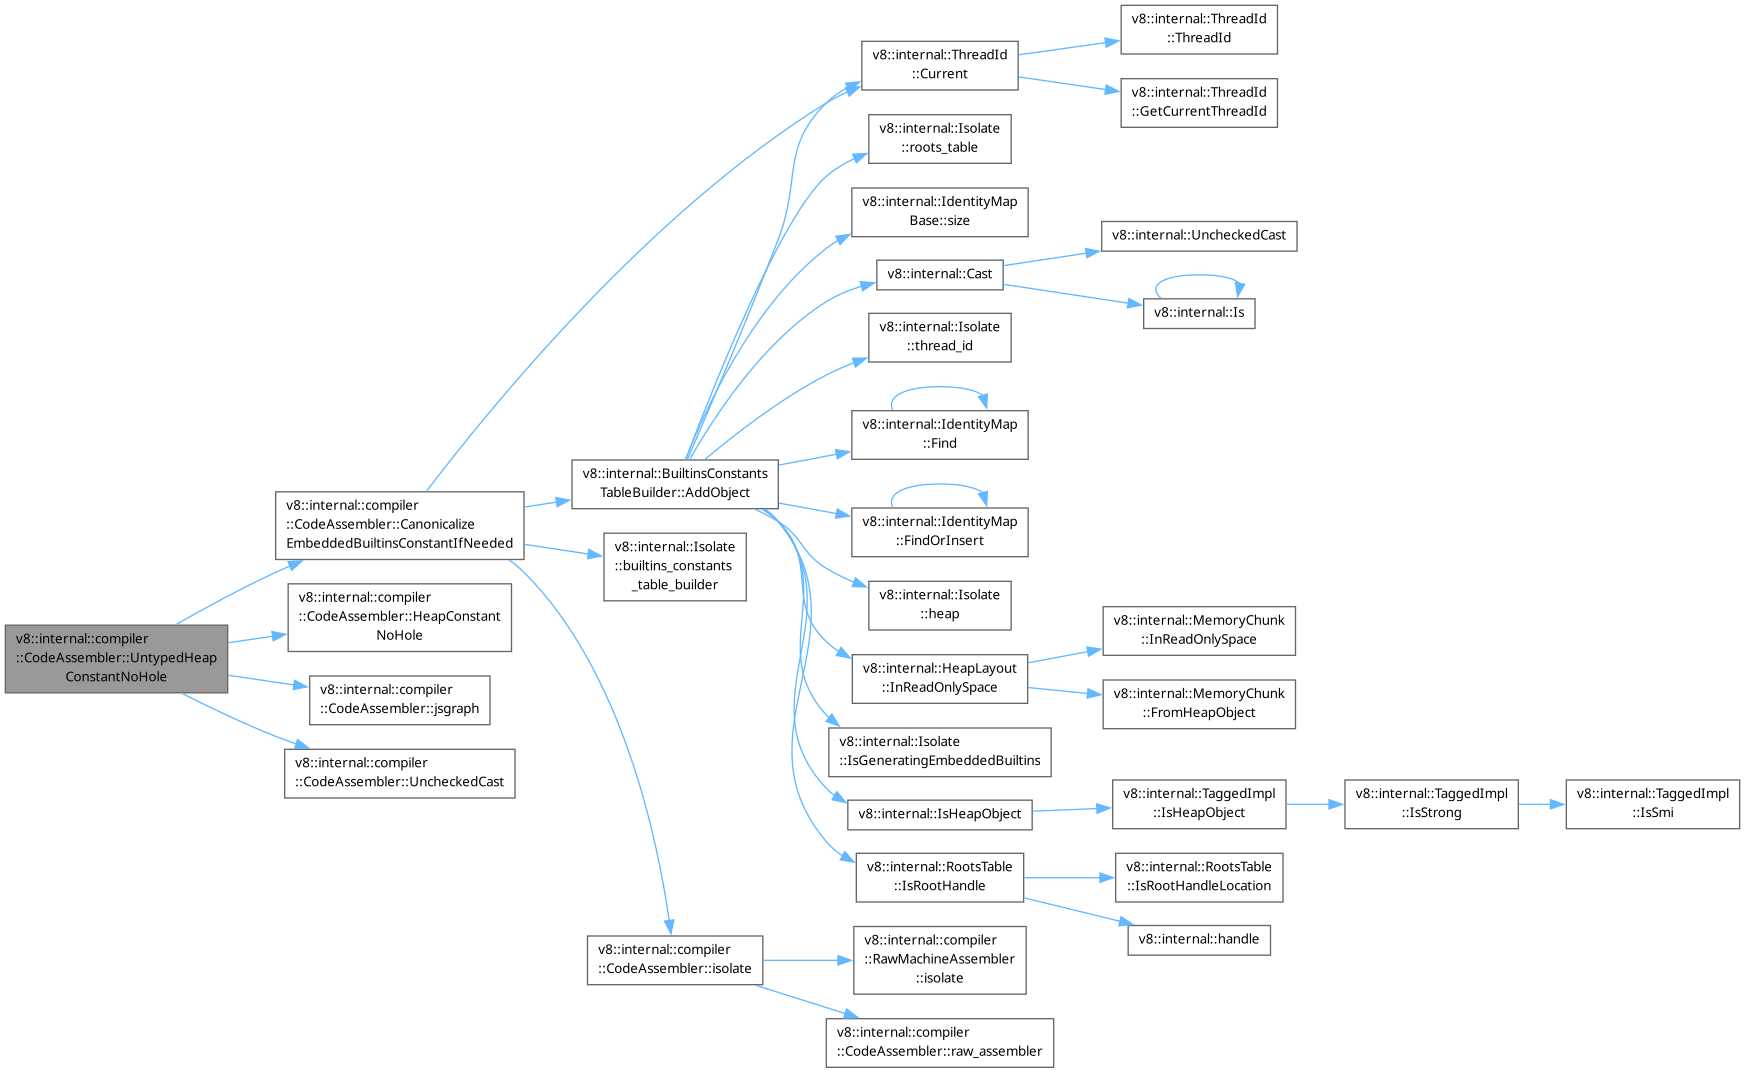 v8::internal::compiler
::CodeAssembler::UntypedHeap
ConstantNoHole
v8::internal::compiler
::CodeAssembler::Canonicalize
EmbeddedBuiltinsConstantIfNeeded
v8::internal::compiler
::CodeAssembler::HeapConstant
NoHole
v8::internal::compiler
::CodeAssembler::jsgraph
v8::internal::compiler
::CodeAssembler::UncheckedCast
v8::internal::BuiltinsConstants
TableBuilder::AddObject
v8::internal::Isolate
::builtins_constants
_table_builder
v8::internal::compiler
::CodeAssembler::isolate
v8::internal::ThreadId
::Current
v8::internal::Isolate
::roots_table
v8::internal::IdentityMap
Base::size
v8::internal::Cast
v8::internal::Isolate
::thread_id
v8::internal::IdentityMap
::Find
v8::internal::IdentityMap
::FindOrInsert
v8::internal::Isolate
::heap
v8::internal::HeapLayout
::InReadOnlySpace
v8::internal::Isolate
::IsGeneratingEmbeddedBuiltins
v8::internal::IsHeapObject
v8::internal::RootsTable
::IsRootHandle
v8::internal::compiler
::RawMachineAssembler
::isolate
v8::internal::compiler
::CodeAssembler::raw_assembler
v8::internal::ThreadId
::ThreadId
v8::internal::ThreadId
::GetCurrentThreadId
v8::internal::UncheckedCast
v8::internal::Is
v8::internal::MemoryChunk
::InReadOnlySpace
v8::internal::MemoryChunk
::FromHeapObject
v8::internal::TaggedImpl
::IsHeapObject
v8::internal::RootsTable
::IsRootHandleLocation
v8::internal::handle
v8::internal::TaggedImpl
::IsStrong
v8::internal::TaggedImpl
::IsSmi